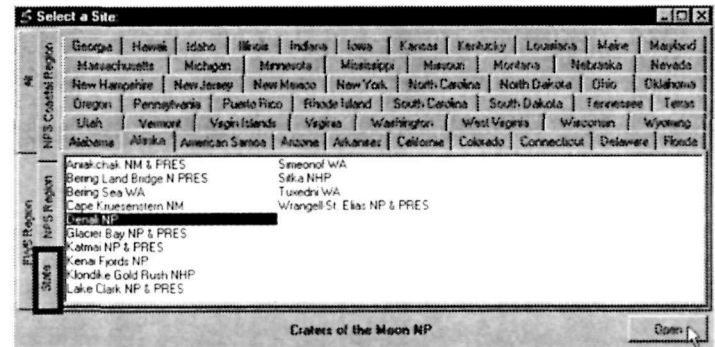 Select a Site:
Georgia Hawaii Idaho Illinois Indiana Iowa Kansas Kentucky Louisiana Maine Maryland
Massachusetts Michigan Minnesota Mississippi Missouri Montana Nebraska Nevada
New Hampshire New Jersey New Mexico New York North Carolina North Dakota Ohio Oklahoma
Oregon Pennsylvania Puerto Rico Rhode Island South Carolina South Dakota Tennessee Texas
Utah Vermont Virgin Islands Virginia Washington West Virginia Wisconsin Wyoming
Alabama Alaska American Samoa Arizona Arkansas California Colorado Connecticut Delaware Florida
All
NPS Coastal Region
FWS Region
NPS Region
State
Aniakchak NM & PRES
Bering Land Bridge N PRES
Bering Sea WA
Cape Kruesenstern NM
Denali NP
Glacier Bay NP & PRES
Katmai NP & PRES
Kenai Fjords NP
Klondike Gold Rush NHP
Lake Clark NP & PRES
Simeonof WA
Sitka NHP
Tuxedni WA
Wrangell-St. Elias NP & PRES
Craters of the Moon NP
Open